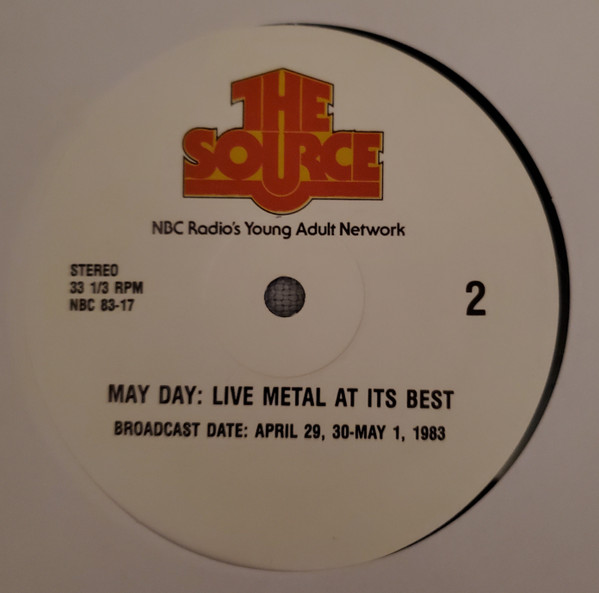 THE
SOURCE
NBC Radio's Young Adult Network
STEREO
33 1/3 RPM
NBC 83-17
2
MAY DAY: LIVE METAL AT ITS BEST
BROADCAST DATE: APRIL 29, 30-MAY 1, 1983